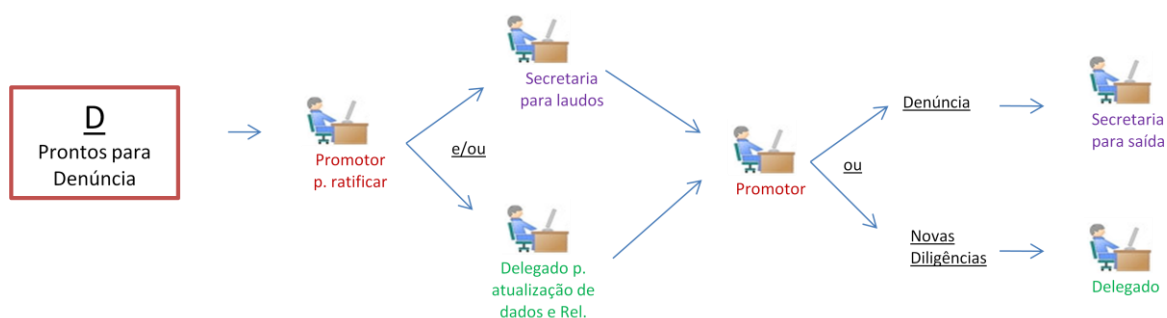 D
Prontos para
Denúncia
Promotor
p. ratificar
e/ou
Secretaria
para laudos
Delegado p.
atualização de
dados e Rel.
Promotor
ou
Denúncia
Novas
Diligências
Secretaria
para saída
Delegado